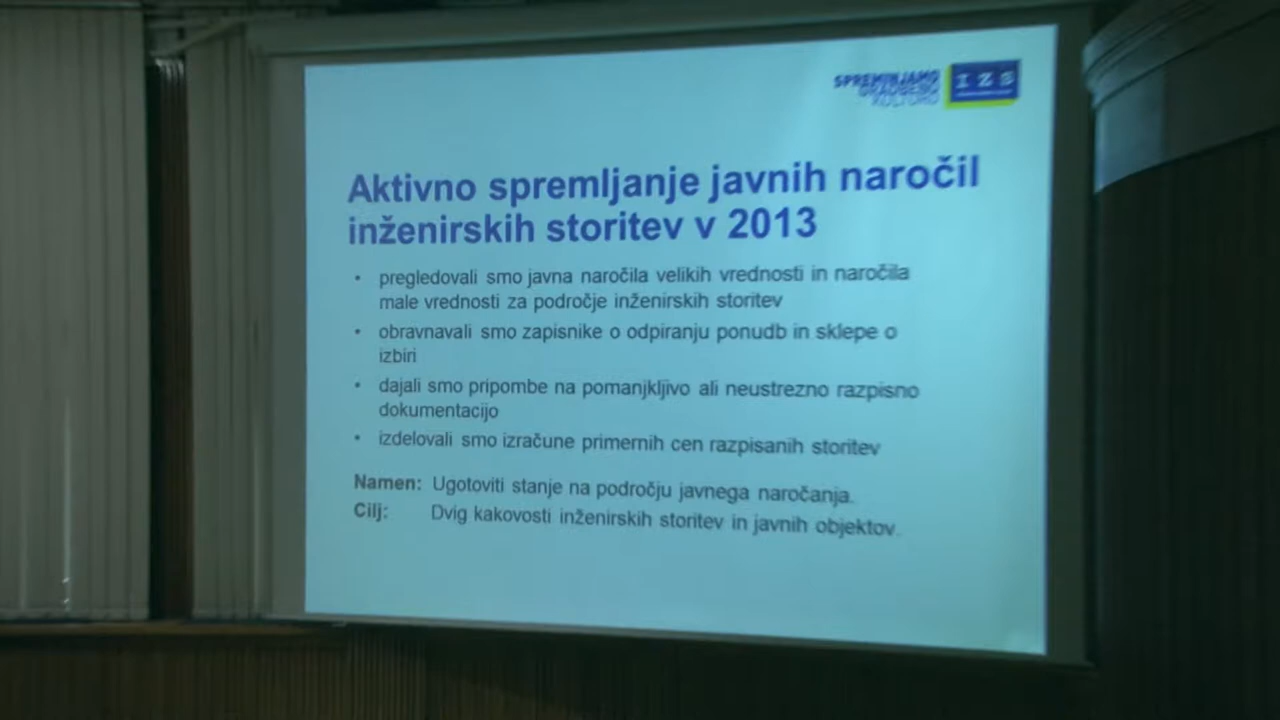 SPREMINJAMO
GRADBENO
KULTURO
IZS
Aktivno spremljanje javnih naročil
inženirskih storitev v 2013
• pregledovali smo javna naročila velikih vrednosti in naročila
male vrednosti za področje inženirskih storitev
• obravnavali smo zapisnike o odpiranju ponudb in sklepe o
izbiri
• dajali smo pripombe na pomanjkljivo ali neustrezno razpisno
dokumentacijo
• izdelovali smo izračune primernih cen razpisanih storitev
Namen: Ugotoviti stanje na področju javnega naročanja.
Cilj: Dvig kakovosti inženirskih storitev in javnih objektov.